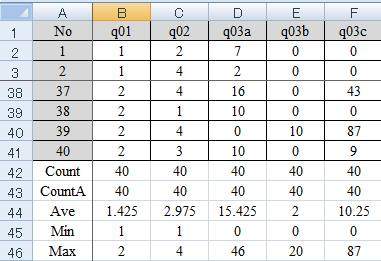 A B C D E F
1 No q01 q02 q03a q03b q03c
2 1 1 2 7 0 0
3 2 1 4 2 0 0
38 37 2 4 16 0 43
39 38 2 1 10 0 0
40 39 2 4 0 10 87
41 40 2 3 10 0 9
42 Count 40 40 40 40 40
43 CountA 40 40 40 40 40
44 Ave 1.425 2.975 15.425 2 10.25
45 Min 1 1 0 0 0
46 Max 2 4 46 20 87